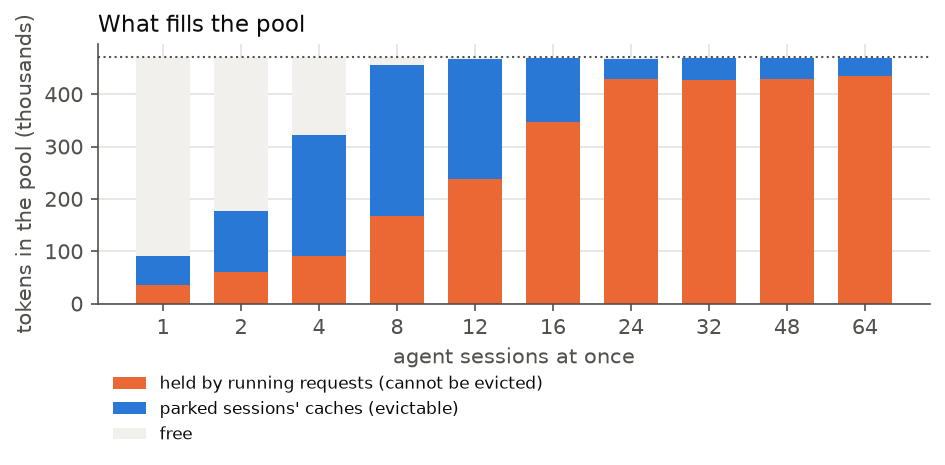 What fills the pool
tokens in the pool (thousands)
400
300
200
100
0
1 2 4 8 12 16 24 32 48 64
agent sessions at once
held by running requests (cannot be evicted)
parked sessions' caches (evictable)
free